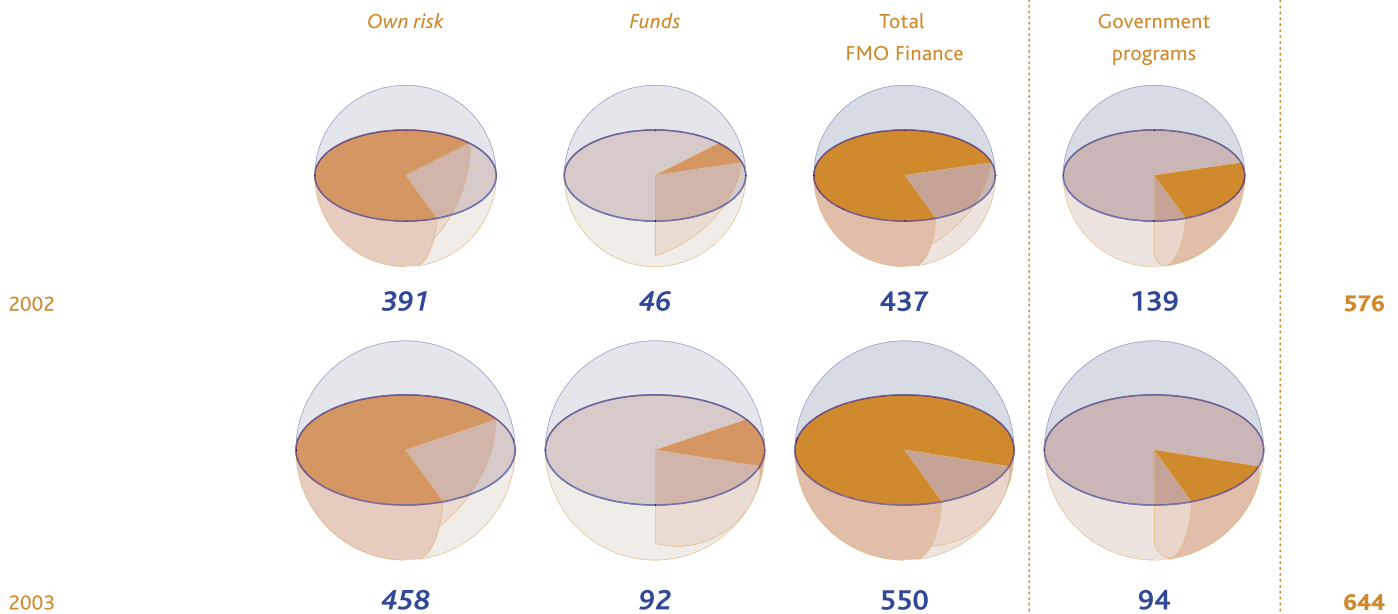 Own risk Funds Total Government
FMO Finance programs
2002 391 46 437 139 576
2003 458 92 550 94 644